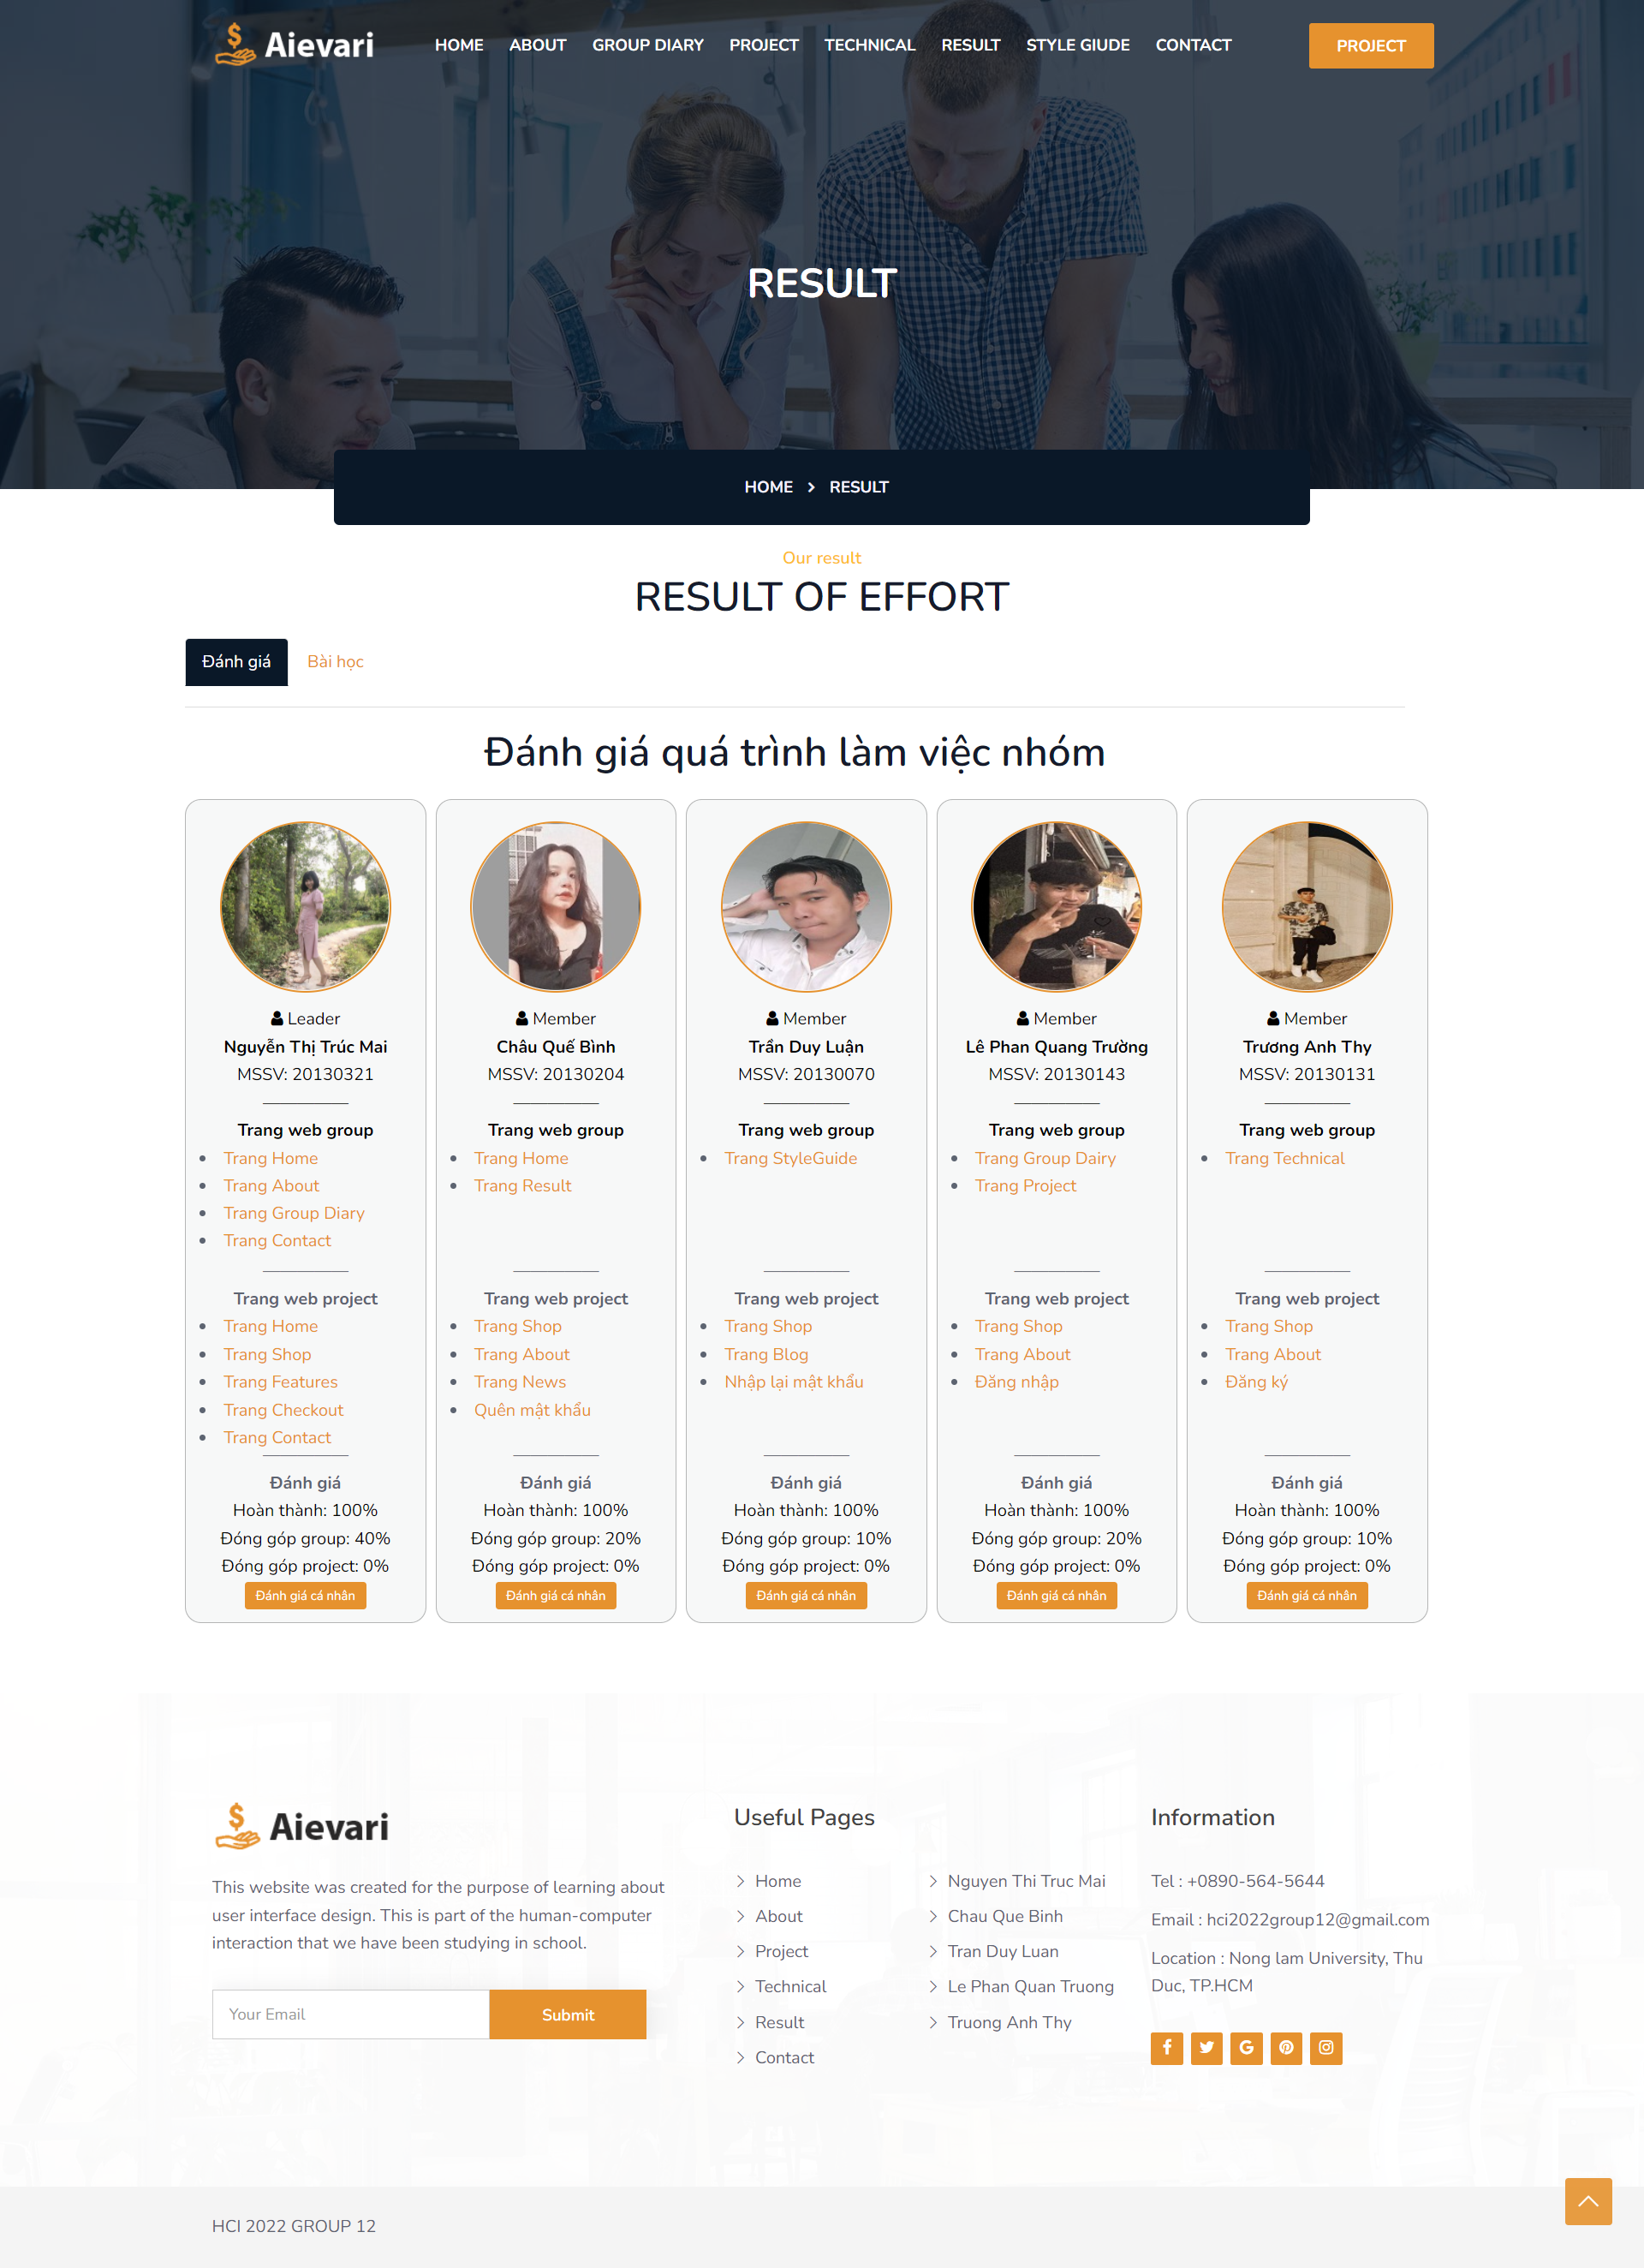 Aievari
HOME ABOUT GROUP DIARY PROJECT TECHNICAL RESULT STYLE GIUDE CONTACT PROJECT
RESULT
HOME RESULT
Our result
RESULT OF EFFORT
Đánh giá Bài học
Đánh giá quá trình làm việc nhóm
Leader
Nguyễn Thị Trúc Mai
MSSV: 20130321
Trang web group
Trang Home
Trang About
Trang Group Diary
Trang Contact
Trang web project
Trang Home
Trang Shop
Trang Features
Trang Checkout
Trang Contact
Đánh giá
Hoàn thành: 100%
Đóng góp group: 40%
Đóng góp project: 0%
Đánh giá cá nhân
Member
Châu Quế Bình
MSSV: 20130204
Trang web group
Trang Home
Trang Result
Trang web project
Trang Shop
Trang About
Trang News
Quên mật khẩu
Đánh giá
Hoàn thành: 100%
Đóng góp group: 20%
Đóng góp project: 0%
Đánh giá cá nhân
Member
Trần Duy Luận
MSSV: 20130070
Trang web group
Trang StyleGuide
Trang web project
Trang Shop
Trang Blog
Nhập lại mật khẩu
Đánh giá
Hoàn thành: 100%
Đóng góp group: 10%
Đóng góp project: 0%
Đánh giá cá nhân
Member
Lê Phan Quang Trường
MSSV: 20130143
Trang web group
Trang Group Dairy
Trang Project
Trang web project
Trang Shop
Trang About
Đăng nhập
Đánh giá
Hoàn thành: 100%
Đóng góp group: 20%
Đóng góp project: 0%
Đánh giá cá nhân
Member
Trương Anh Thy
MSSV: 20130131
Trang web group
Trang Technical
Trang web project
Trang Shop
Trang About
Đăng ký
Đánh giá
Hoàn thành: 100%
Đóng góp group: 10%
Đóng góp project: 0%
Đánh giá cá nhân
Aievari
This website was created for the purpose of learning about
user interface design. This is part of the human-computer
interaction that we have been studying in school.
Your Email Submit
Useful Pages
Home
About
Project
Technical
Result
Contact
Nguyen Thi Truc Mai
Chau Que Binh
Tran Duy Luan
Le Phan Quan Truong
Truong Anh Thy
Information
Tel : +0890-564-5644
Email : hci2022group12@gmail.com
Location : Nong lam University, Thu
Duc, TP.HCM
HCI 2022 GROUP 12